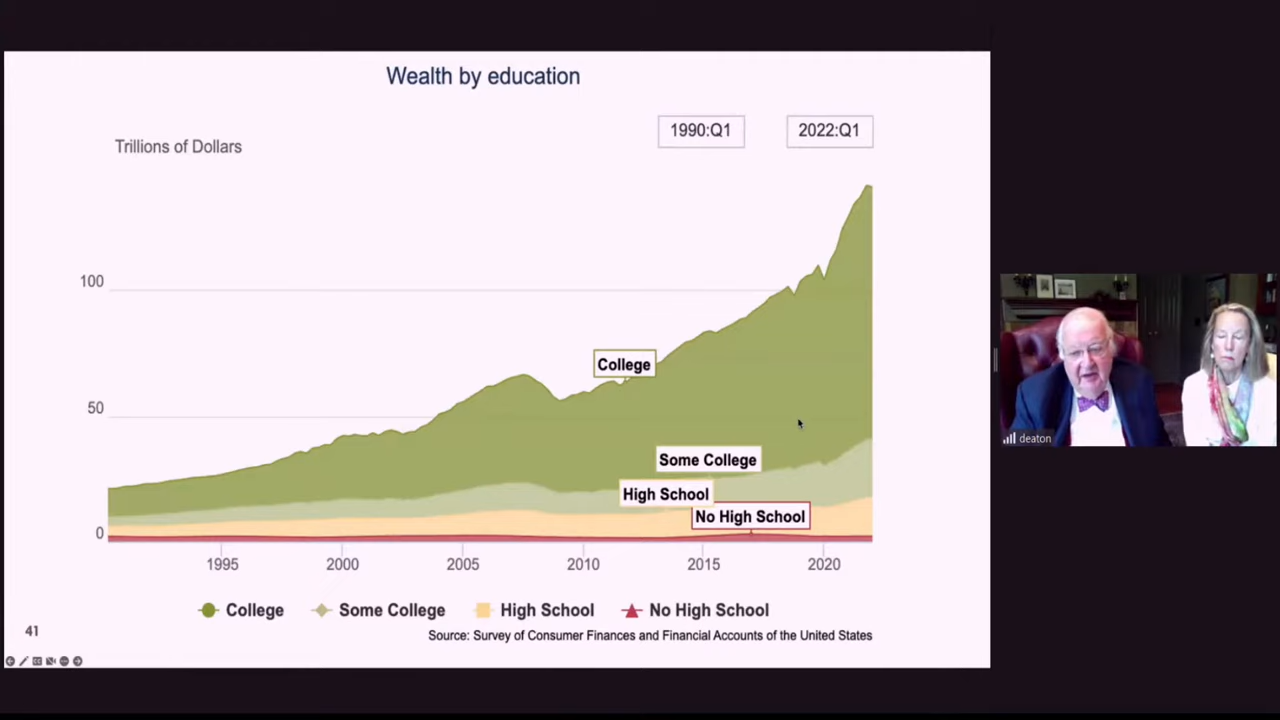 Wealth by education
1990:Q1
2022:Q1
Trillions of Dollars
100
50
0
College
Some College
High School
No High School
1995
2000
2005
2010
2015
2020
College
Some College
High School
No High School
Source: Survey of Consumer Finances and Financial Accounts of the United States
41
deaton